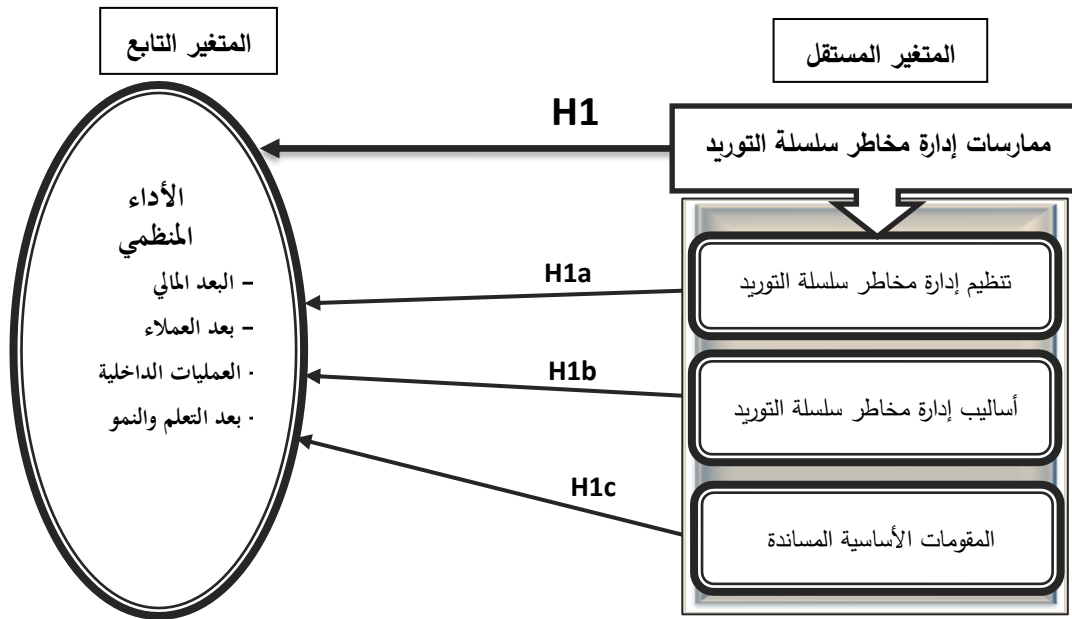 المتغير المستقل
المتغير التابع
ممارسات إدارة مخاطر سلسلة التوريد
H1
تنظيم إدارة مخاطر سلسلة التوريد
H1a
أساليب إدارة مخاطر سلسلة التوريد
H1b
المقومات الأساسية المساندة
H1c
الأداء
المنظمي
– البعد المالي
– بعد العملاء
· العمليات الداخلية
· بعد التعلم والنمو